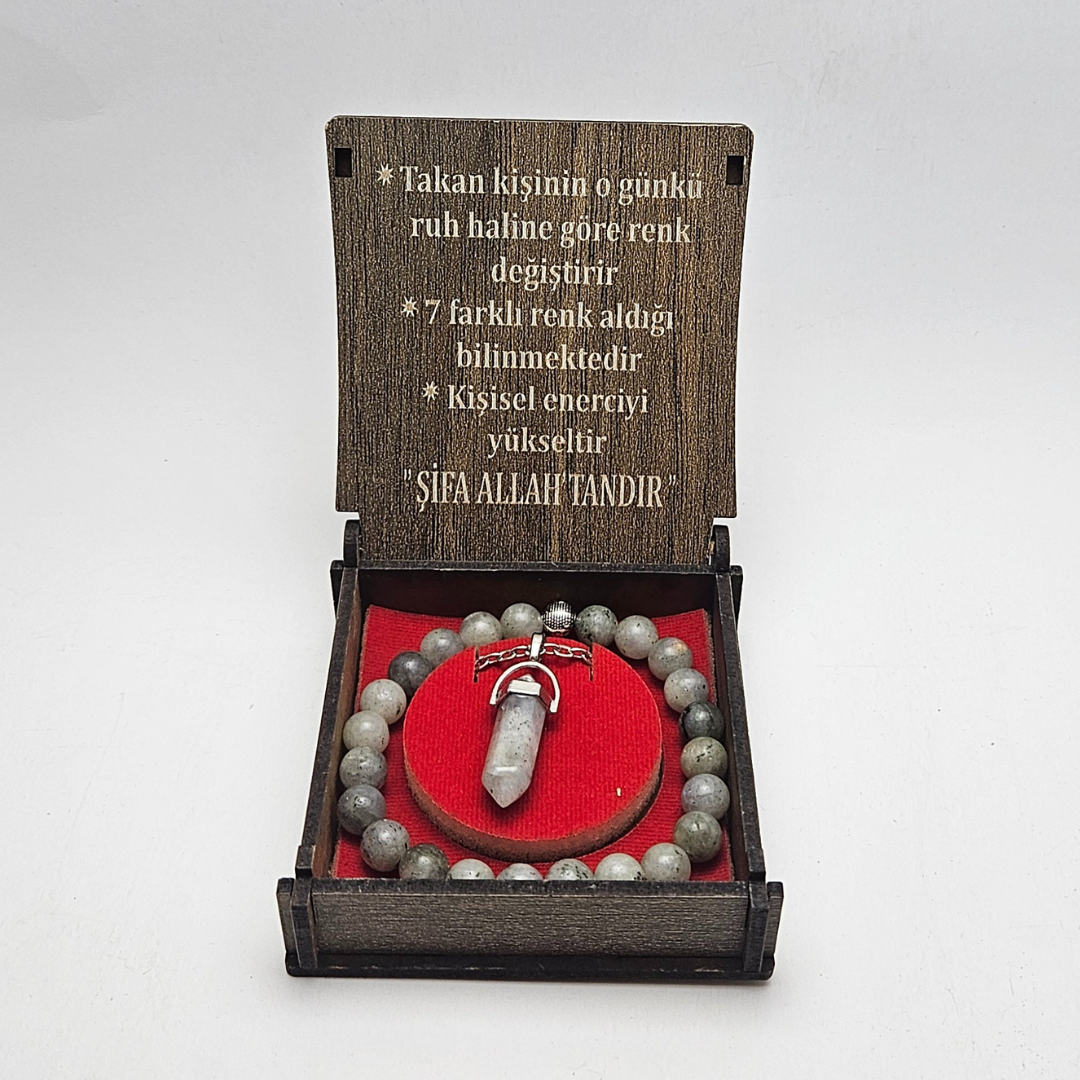 * Takan kişinin o günkü
ruh haline göre renk
değiştirir
* 7 farklı renk aldığı
bilinmektedir
* Kişisel enerciyi
yükseltir
"ŞİFA ALLAH'TANDIR"